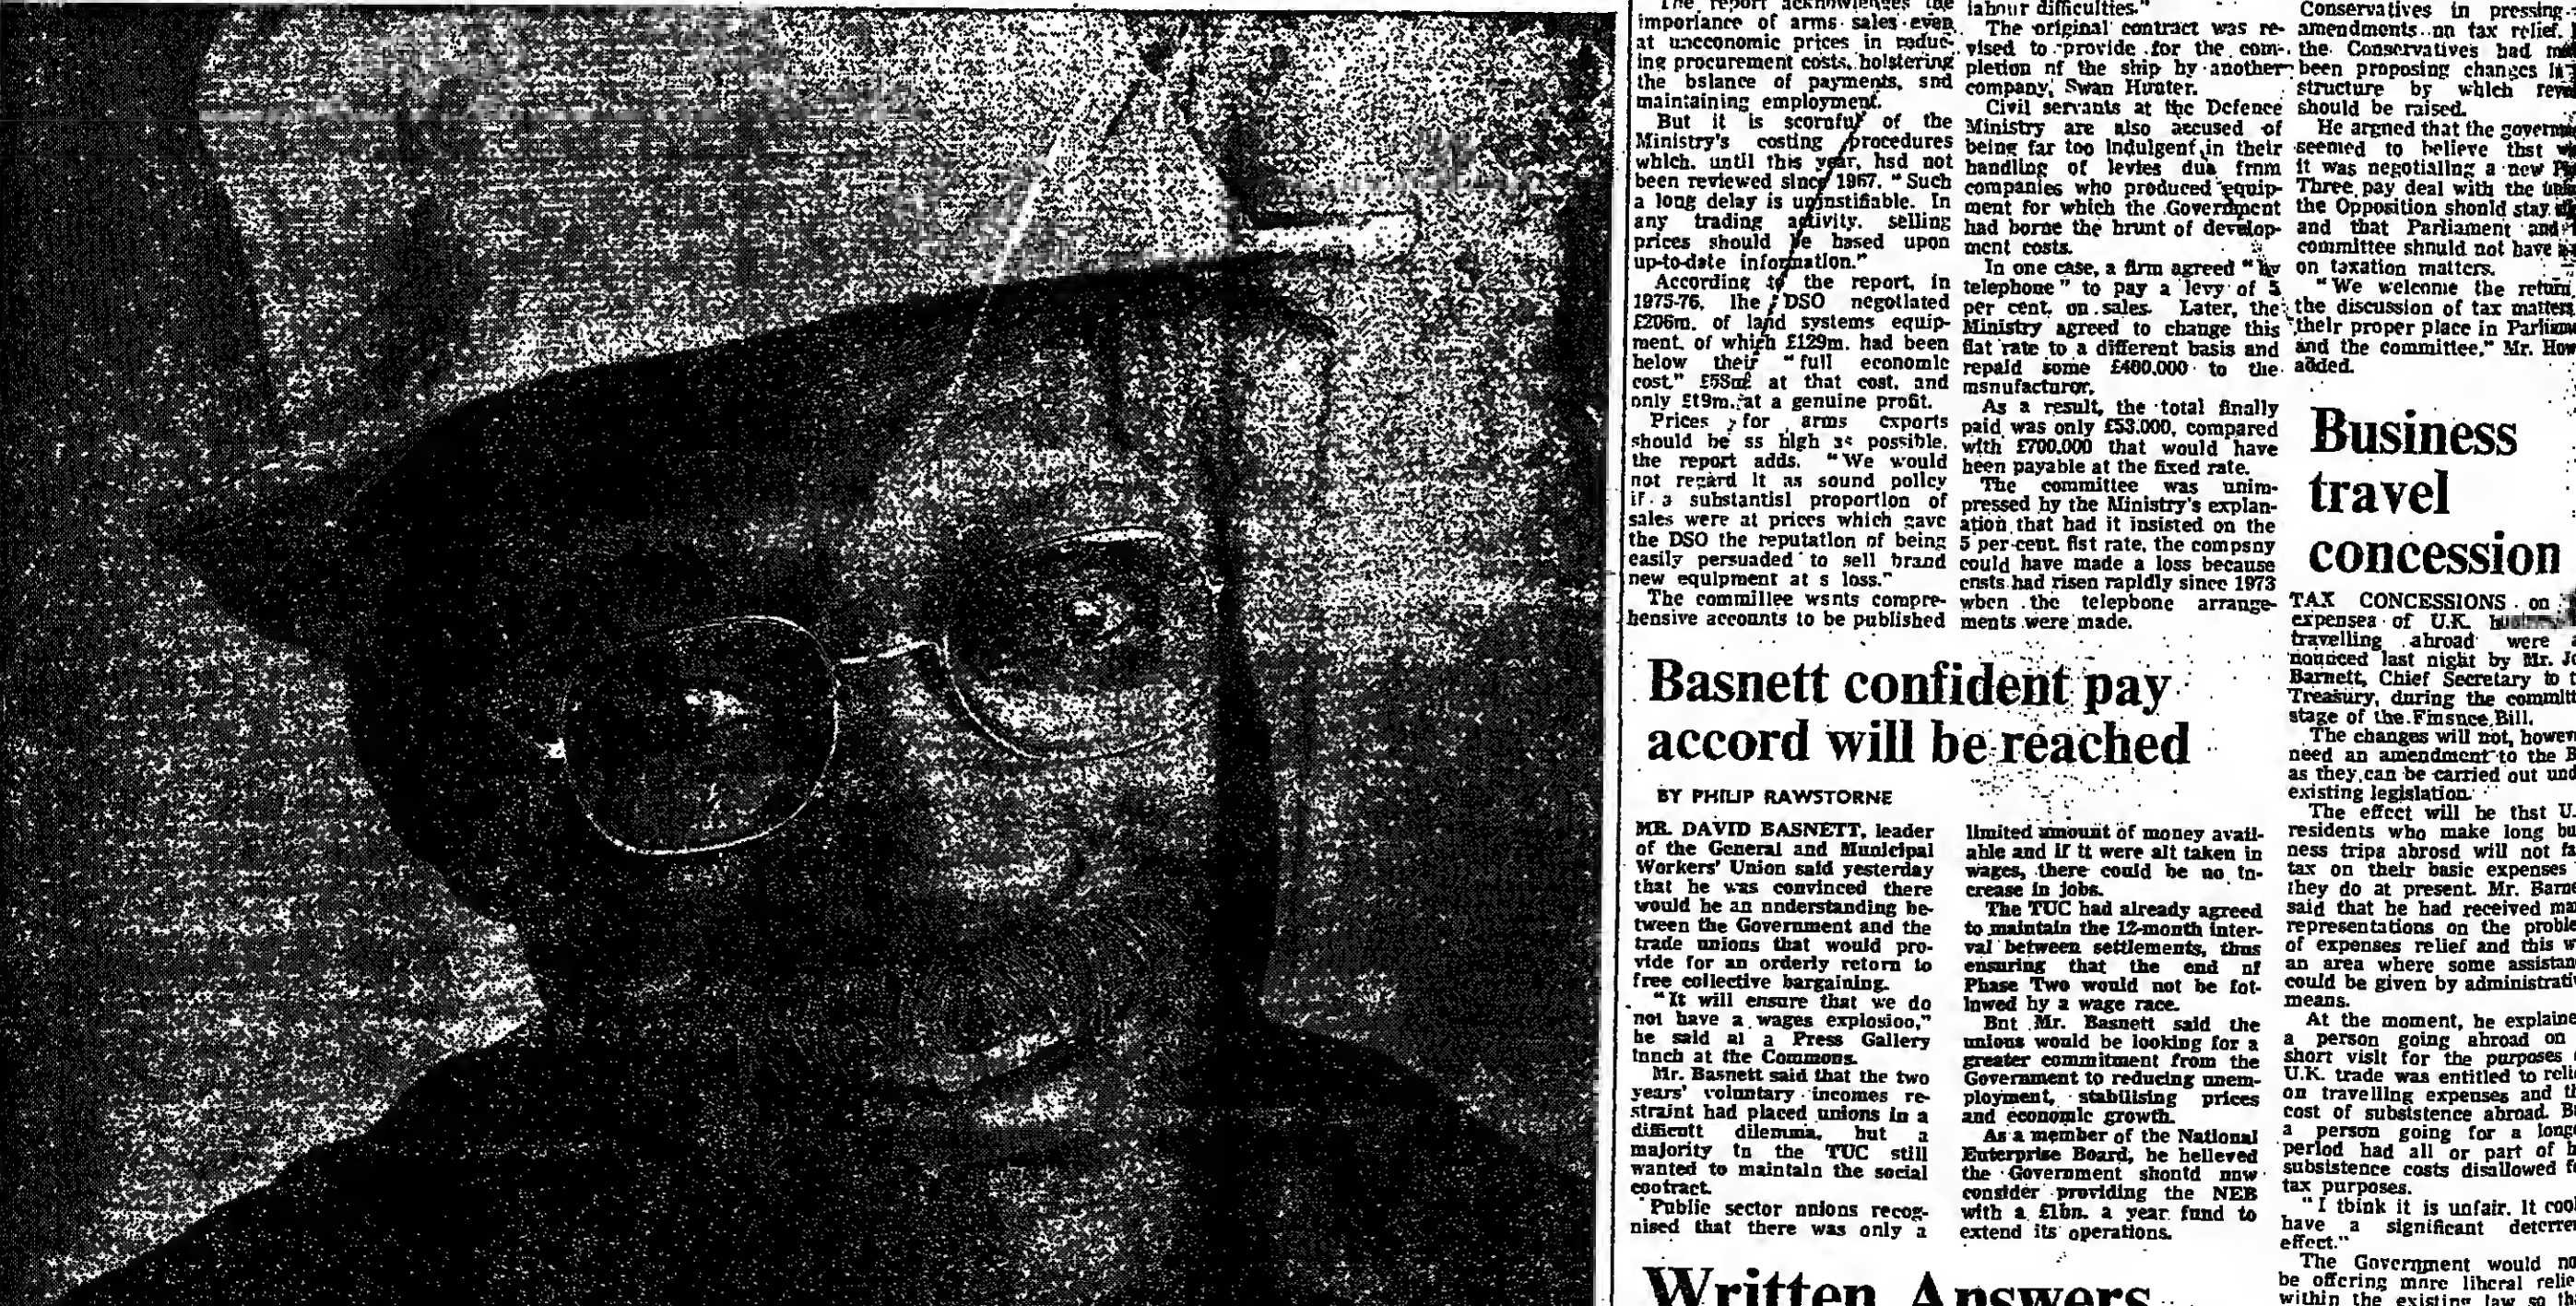 The report acknowledges the
importance of arms sales even
at uneconomic prices in reduc-
ing procurement costs, bolstering
the balance of payments, and
maintaining employment.
But it is scornful of the
Ministry's costing procedures
which, until this year, had not
been reviewed since 1967. "Such
a long delay is unjustifiable. In
any trading activity, selling
prices should be based upon
up-to-date information."
According to the report, in
1975-76, the DSO negotiated
£206m. of land systems equip-
ment, of which £129m. had been
below their "full economic
cost," £58m. at that cost, and
only £19m. at a genuine profit.
Prices for arms exports
should be as high as possible,
the report adds. "We would
not regard it as sound policy
if a substantial proportion of
sales were at prices which gave
the DSO the reputation of being
easily persuaded to sell brand
new equipment at a loss."
The committee wants compre-
hensive accounts to be published
labour difficulties."
The original contract was re-
vised to provide for the com-
pletion of the ship by another
company, Swan Hunter.
Civil servants at the Defence
Ministry are also accused of
being far too indulgent in their
handling of levies due from
companies who produced equip-
ment for which the Government
had borne the brunt of develop-
ment costs.
In one case, a firm agreed "by
telephone" to pay a levy of 5
per cent. on sales. Later, the
Ministry agreed to change this
flat rate to a different basis and
repaid some £400,000 to the
manufacturer.
As a result, the total finally
paid was only £53,000, compared
with £700,000 that would have
been payable at the fixed rate.
The committee was unim-
pressed by the Ministry's explan-
ation that had it insisted on the
5 per cent. flat rate, the company
could have made a loss because
costs had risen rapidly since 1973
when the telephone arrange-
ments were made.
Conservatives in pressing
amendments on tax relief.
the Conservatives had
been proposing changes in
structure by which
should be raised.
He argued that the
seemed to believe that
it was negotiating a new
Three pay deal with the
the Opposition should stay
and that Parliament and
committee should not have
on taxation matters.
"We welcome the return
the discussion of tax matters
their proper place in
and the committee," Mr. How
added.
Basnett confident pay
accord will be reached
BY PHILIP RAWSTORNE
MR. DAVID BASNETT, leader
of the General and Municipal
Workers' Union said yesterday
that he was convinced there
would be an understanding be-
tween the Government and the
trade unions that would pro-
vide for an orderly return to
free collective bargaining.
"It will ensure that we do
not have a wages explosion,"
he said at a Press Gallery
lunch at the Commons.
Mr. Basnett said that the two
years' voluntary incomes re-
straint had placed unions in a
difficult dilemma, but a
majority in the TUC still
wanted to maintain the social
contract.
Public sector unions recog-
nised that there was only a
limited amount of money avail-
able and if it were all taken in
wages, there could be no in-
crease in jobs.
The TUC had already agreed
to maintain the 12-month inter-
val between settlements, thus
ensuring that the end of
Phase Two would not be fol-
lowed by a wage race.
But Mr. Basnett said the
unions would be looking for a
greater commitment from the
Government to reducing unem-
ployment, stabilising prices
and economic growth.
As a member of the National
Enterprise Board, he believed
the Government should now
consider providing the NEB
with a £1bn. a year fund to
extend its operations.
Business
travel
concession
TAX CONCESSIONS on
expenses of U.K.
travelling abroad were
nounced last night by Mr.
Barnett, Chief Secretary to
Treasury, during the
stage of the Finance Bill.
The changes will not,
need an amendment to the
as they can be carried out
existing legislation.
The effect will be that U.
residents who make long bu
ness trips abroad will not fa
tax on their basic expenses
they do at present. Mr. Barne
said that he had received ma
representations on the proble
of expenses relief and this w
an area where some assistan
could be given by administrati
means.
At the moment, he explaine
a person going abroad on
short visit for the purposes
U.K. trade was entitled to relie
on travelling expenses and
cost of subsistence abroad. B
a person going for a long
period had all or part of
subsistence costs disallowed f
tax purposes.
"I think it is unfair. It coul
have a significant deterre
effect."
The Government would no
be offering more liberal relie
within the existing law so
Written Answers